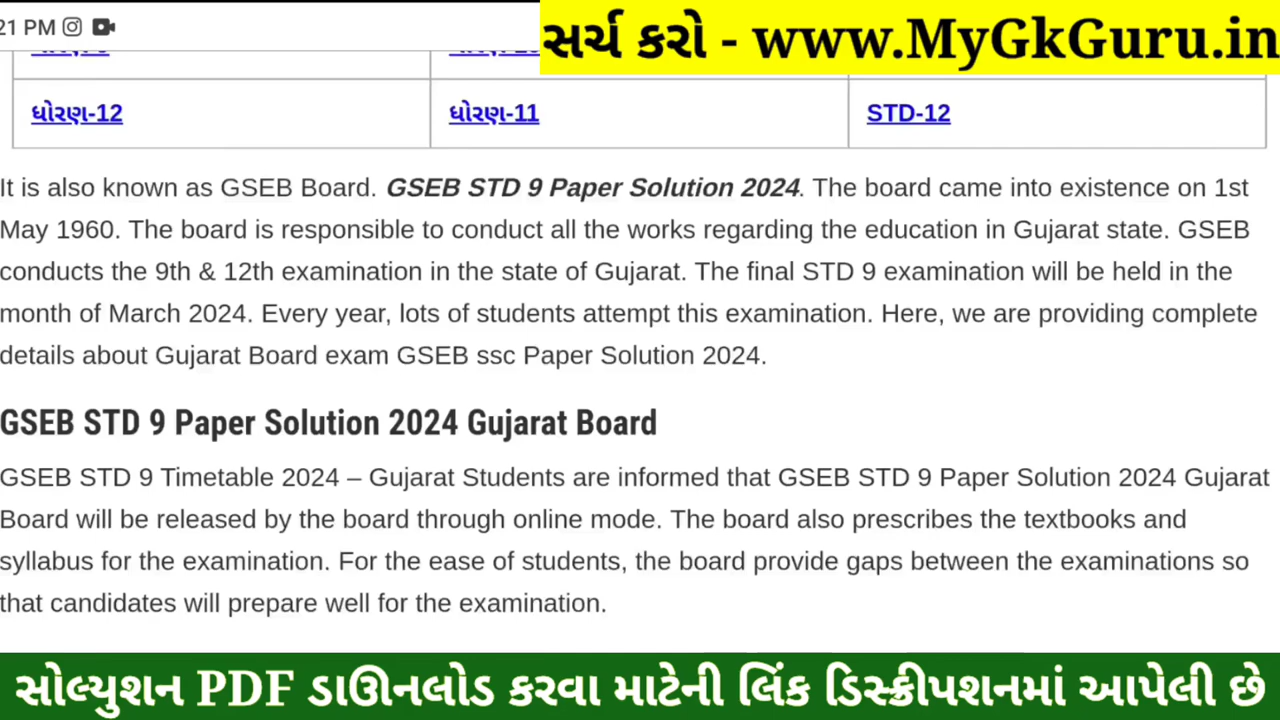 21 PM
સર્ચ કરો - www.MyGkGuru.in
ધોરણ-12 ધોરણ-11 STD-12
It is also known as GSEB Board. GSEB STD 9 Paper Solution 2024. The board came into existence on 1st
May 1960. The board is responsible to conduct all the works regarding the education in Gujarat state. GSEB
conducts the 9th & 12th examination in the state of Gujarat. The final STD 9 examination will be held in the
month of March 2024. Every year, lots of students attempt this examination. Here, we are providing complete
details about Gujarat Board exam GSEB ssc Paper Solution 2024.
GSEB STD 9 Paper Solution 2024 Gujarat Board
GSEB STD 9 Timetable 2024 – Gujarat Students are informed that GSEB STD 9 Paper Solution 2024 Gujarat
Board will be released by the board through online mode. The board also prescribes the textbooks and
syllabus for the examination. For the ease of students, the board provide gaps between the examinations so
that candidates will prepare well for the examination.
સોલ્યુશન PDF ડાઊનલોડ કરવા માટેની લિંક ડિસ્ક્રીપશનમાં આપેલી છે